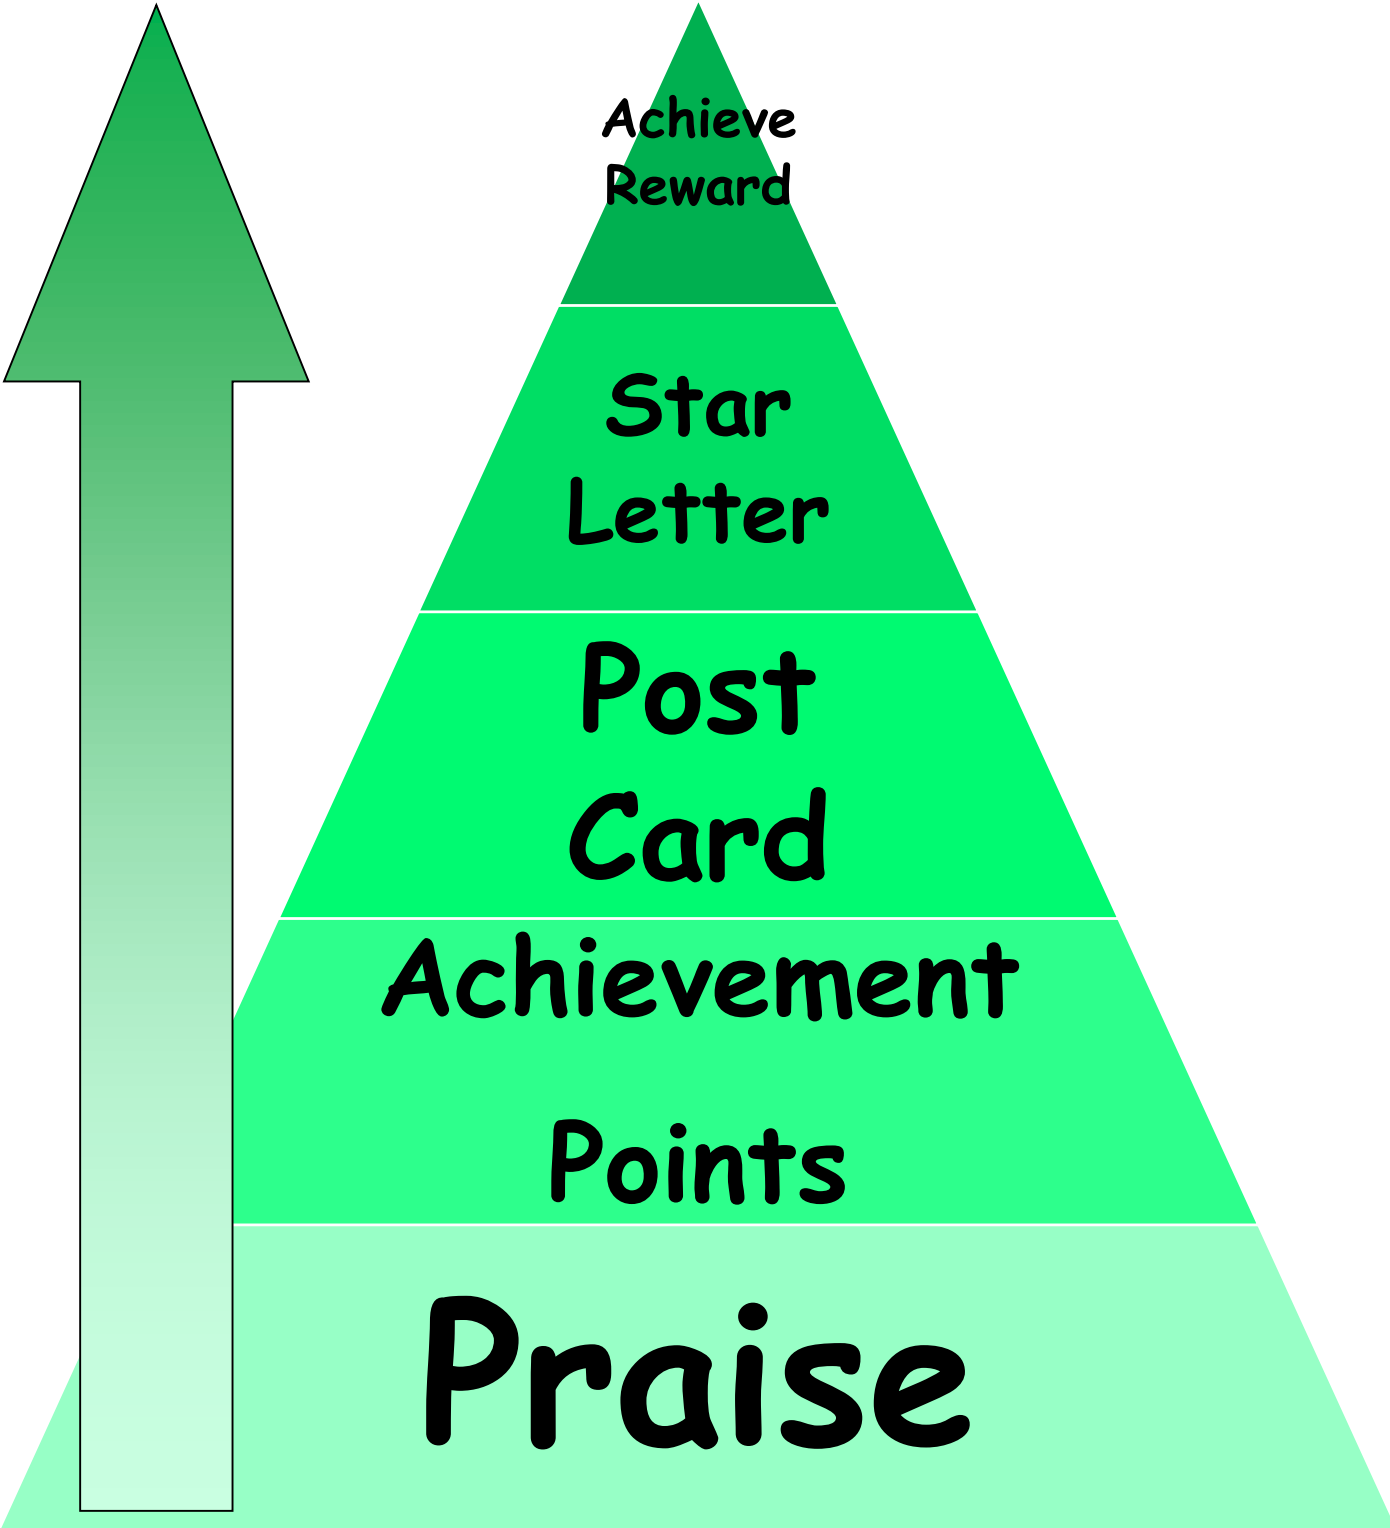 Achieve
Reward
Star
Letter
Post
Card
Achievement
Points
Praise